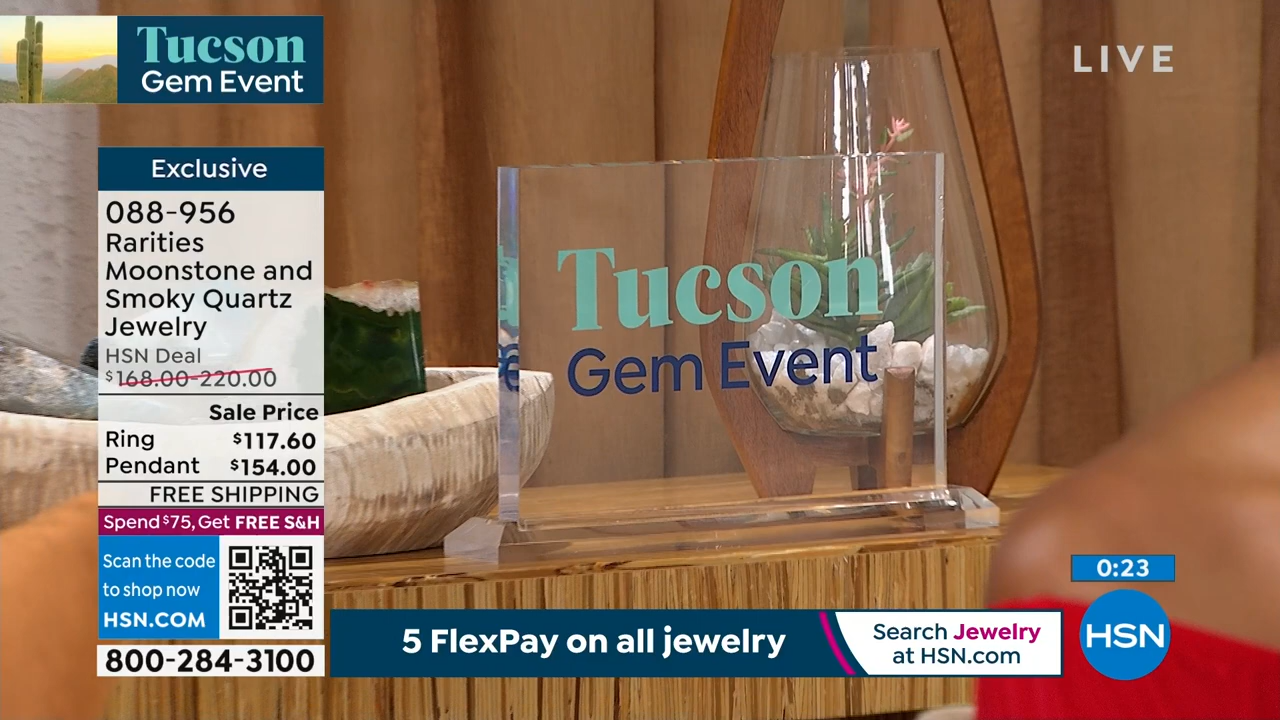 Tucson
Gem Event
LIVE
Exclusive
088-956
Rarities
Moonstone and
Smoky Quartz
Jewelry
HSN Deal
$168.00-220.00
Sale Price
Ring $117.60
Pendant $154.00
FREE SHIPPING
Spend $75, Get FREE S&H
Scan the code
to shop now
HSN.COM
800-284-3100
Tucson
Gem Event
5 FlexPay on all jewelry
Search Jewelry
at HSN.com
0:23
HSN